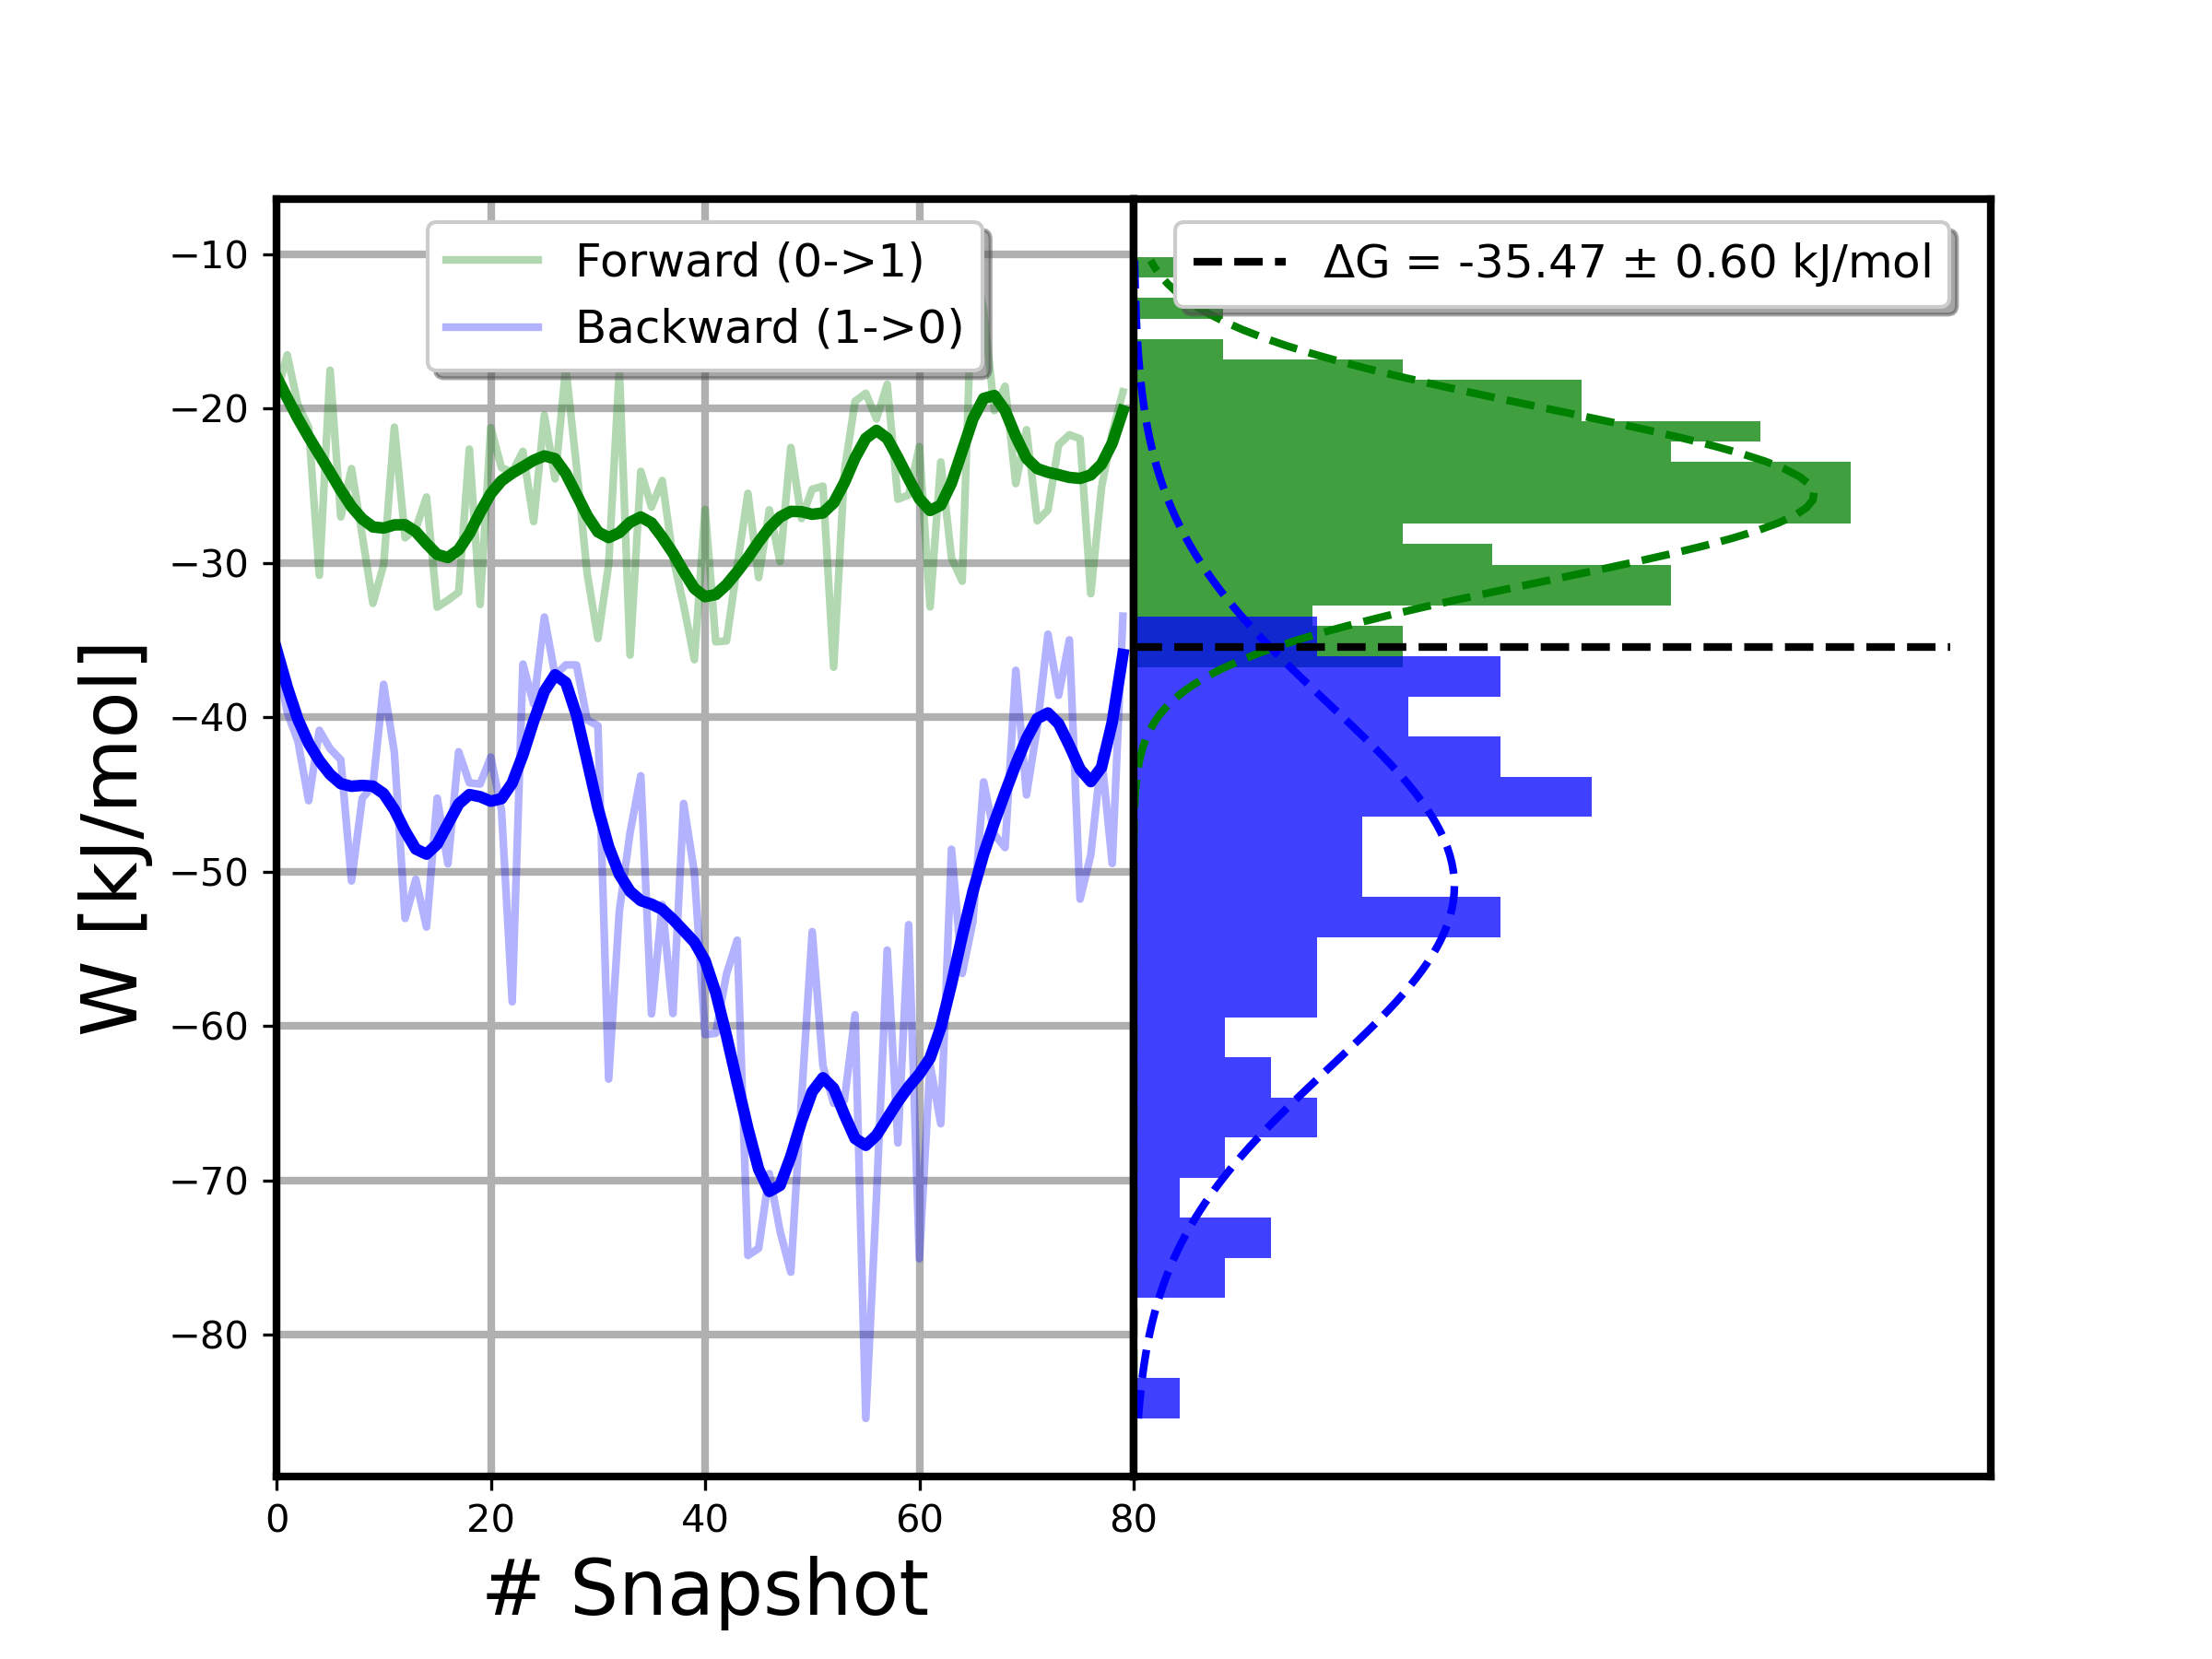 Forward (0->1)
Backward (1->0)
ΔG = -35.47 ± 0.60 kJ/mol
−10
−20
−30
−40
−50
−60
−70
−80
W [kJ/mol]
0 20 40 60 80
# Snapshot